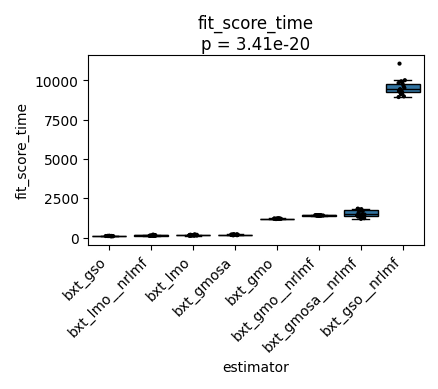 fit_score_time
p = 3.41e-20
fit_score_time
10000
7500
5000
2500
0
bxt_gso
bxt_lmo__nrlmf
bxt_lmo
bxt_gmosa
bxt_gmo
bxt_gmo__nrlmf
bxt_gmosa__nrlmf
bxt_gso__nrlmf
estimator